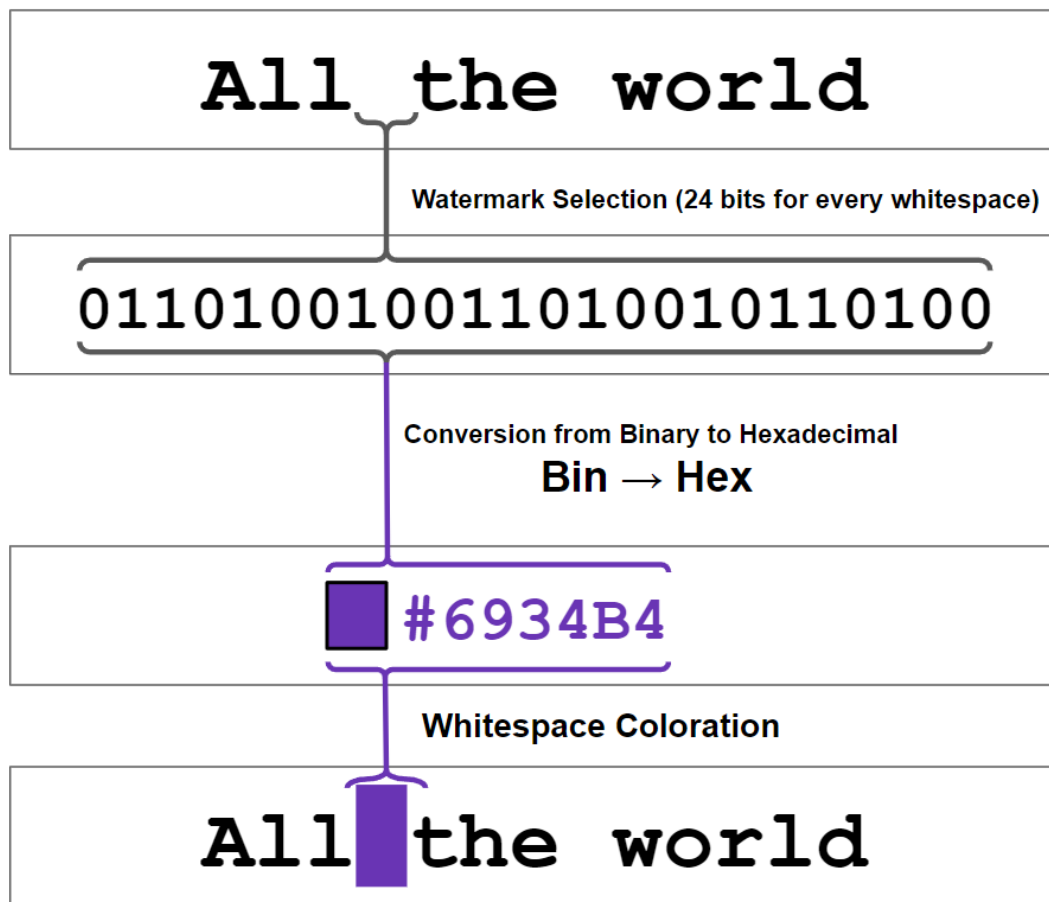 All the world
Watermark Selection (24 bits for every whitespace)
011010010011010010110100
Conversion from Binary to Hexadecimal
Bin → Hex
#6934B4
Whitespace Coloration
All the world